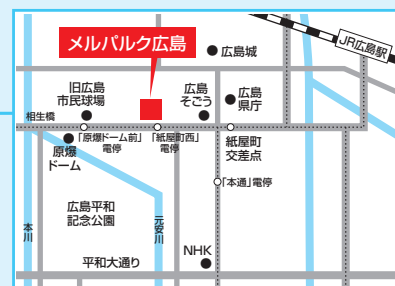 メルパルク広島
広島城
JR広島駅
旧広島
市民球場
広島
そごう
広島
県庁
相生橋
原爆
ドーム
「原爆ドーム前」
電停
「紙屋町西」
電停
紙屋町
交差点
「本通」電停
広島平和
記念公園
本川
元安川
NHK
平和大通り